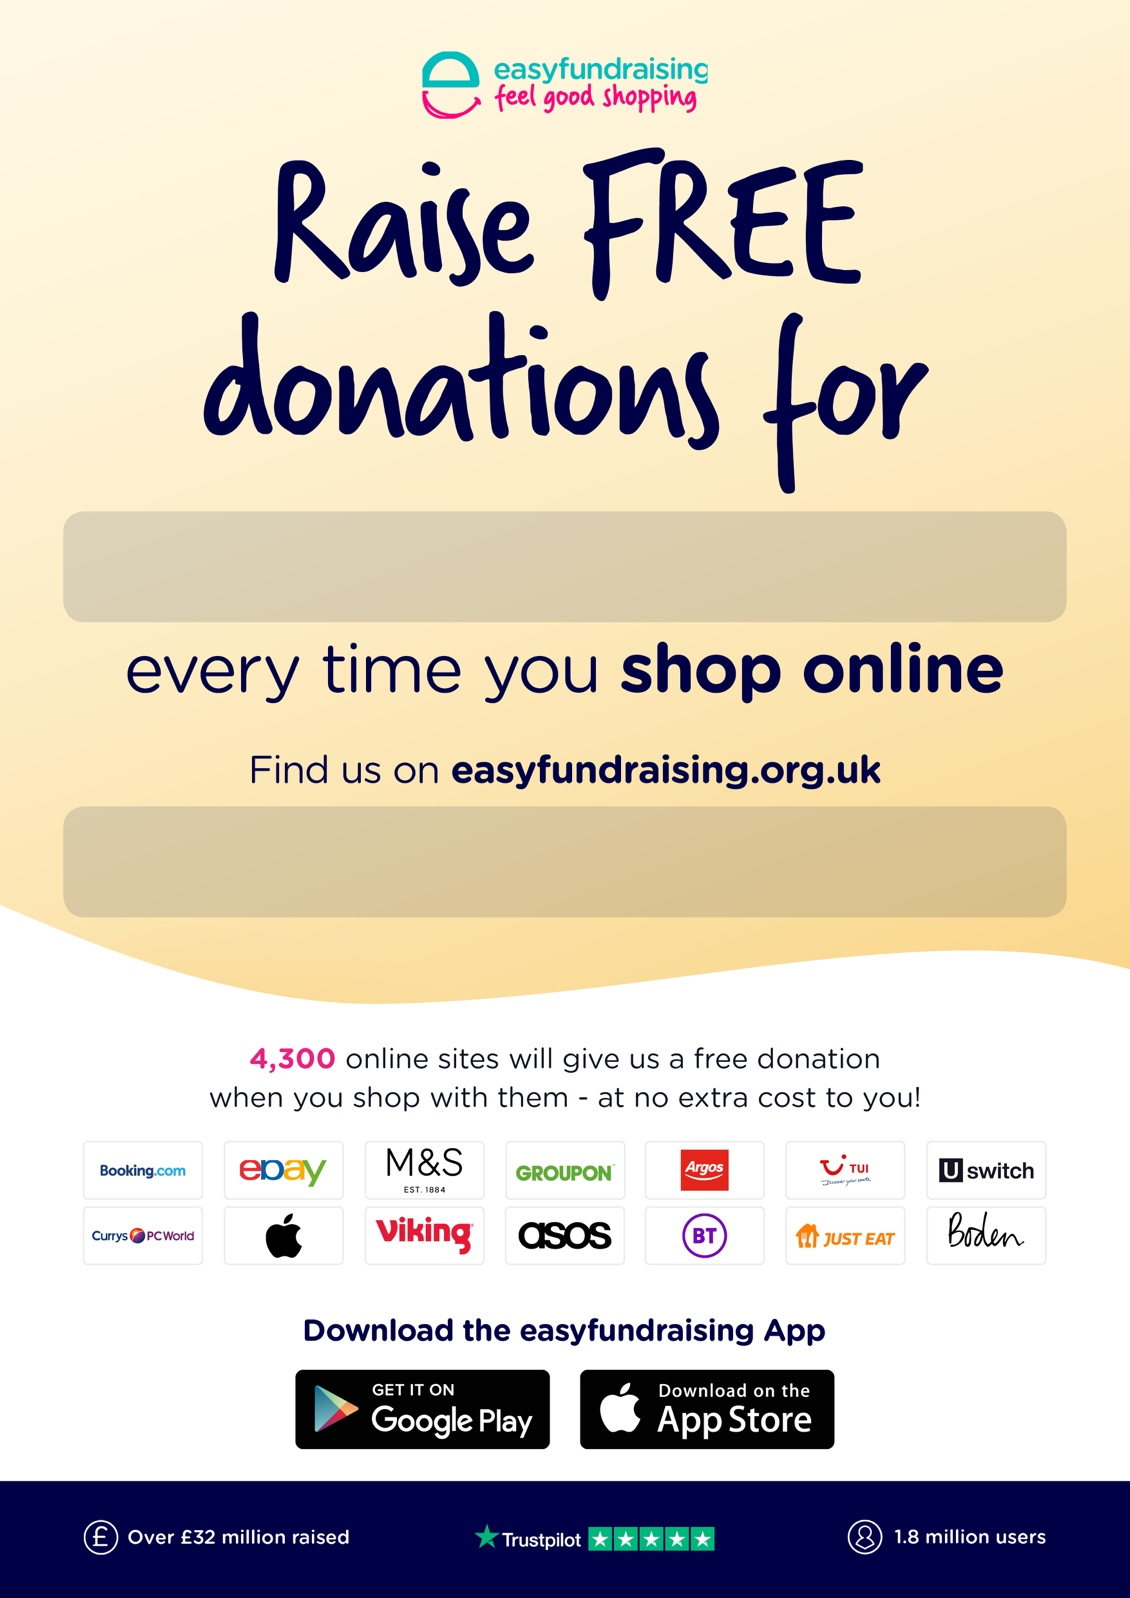 easyfundraising
feel good shopping
Raise FREE
donations for
every time you shop online
Find us on easyfundraising.org.uk
4,300 online sites will give us a free donation
when you shop with them - at no extra cost to you!
Booking.com ebay M&S EST. 1884 GROUPON Argos TUI Discover your smile U switch
Currys PC World Viking asos BT JUST EAT Boden
Download the easyfundraising App
GET IT ON Google Play
Download on the App Store
£ Over £32 million raised Trustpilot 1.8 million users